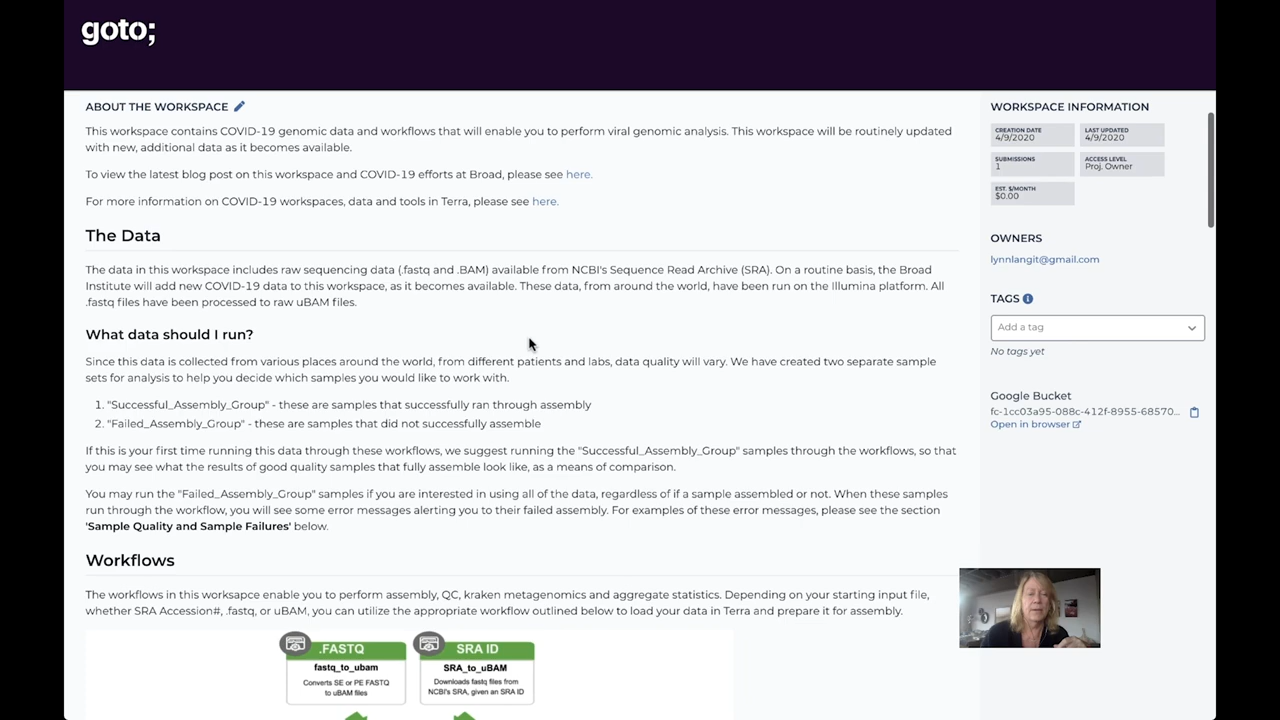 goto;
ABOUT THE WORKSPACE
This workspace contains COVID-19 genomic data and workflows that will enable you to perform viral genomic analysis. This workspace will be routinely updated
with new, additional data as it becomes available.
To view the latest blog post on this workspace and COVID-19 efforts at Broad, please see here.
For more information on COVID-19 workspaces, data and tools in Terra, please see here.
The Data
The data in this workspace includes raw sequencing data (.fastq and .BAM) available from NCBI's Sequence Read Archive (SRA). On a routine basis, the Broad
Institute will add new COVID-19 data to this workspace, as it becomes available. These data, from around the world, have been run on the Illumina platform. All
.fastq files have been processed to raw uBAM files.
What data should I run?
Since this data is collected from various places around the world, from different patients and labs, data quality will vary. We have created two separate sample
sets for analysis to help you decide which samples you would like to work with.
1. "Successful_Assembly_Group" - these are samples that successfully ran through assembly
2. "Failed_Assembly_Group" - these are samples that did not successfully assemble
If this is your first time running this data through these workflows, we suggest running the "Successful_Assembly_Group" samples through the workflows, so that
you may see what the results of good quality samples that fully assemble look like, as a means of comparison.
You may run the "Failed_Assembly_Group" samples if you are interested in using all of the data, regardless of if a sample assembled or not. When these samples
run through the workflow, you will see some error messages alerting you to their failed assembly. For examples of these error messages, please see the section
'Sample Quality and Sample Failures' below.
Workflows
The workflows in this worksapce enable you to perform assembly, QC, kraken metagenomics and aggregate statistics. Depending on your starting input file,
whether SRA Accession#, .fastq, or uBAM, you can utilize the appropriate workflow outlined below to load your data in Terra and prepare it for assembly.
.FASTQ
fastq_to_ubam
Converts SE or PE FASTQ
to uBAM files
SRA ID
SRA_to_uBAM
Downloads fastq files from
NCBI's SRA, given an SRA ID
WORKSPACE INFORMATION
CREATION DATE
4/9/2020
LAST UPDATED
4/9/2020
SUBMISSIONS
1
ACCESS LEVEL
Proj. Owner
EST. $/MONTH
$0.00
OWNERS
lynnlangit@gmail.com
TAGS
Add a tag
No tags yet
Google Bucket
fc-1cc03a95-088c-412f-8955-68570...
Open in browser